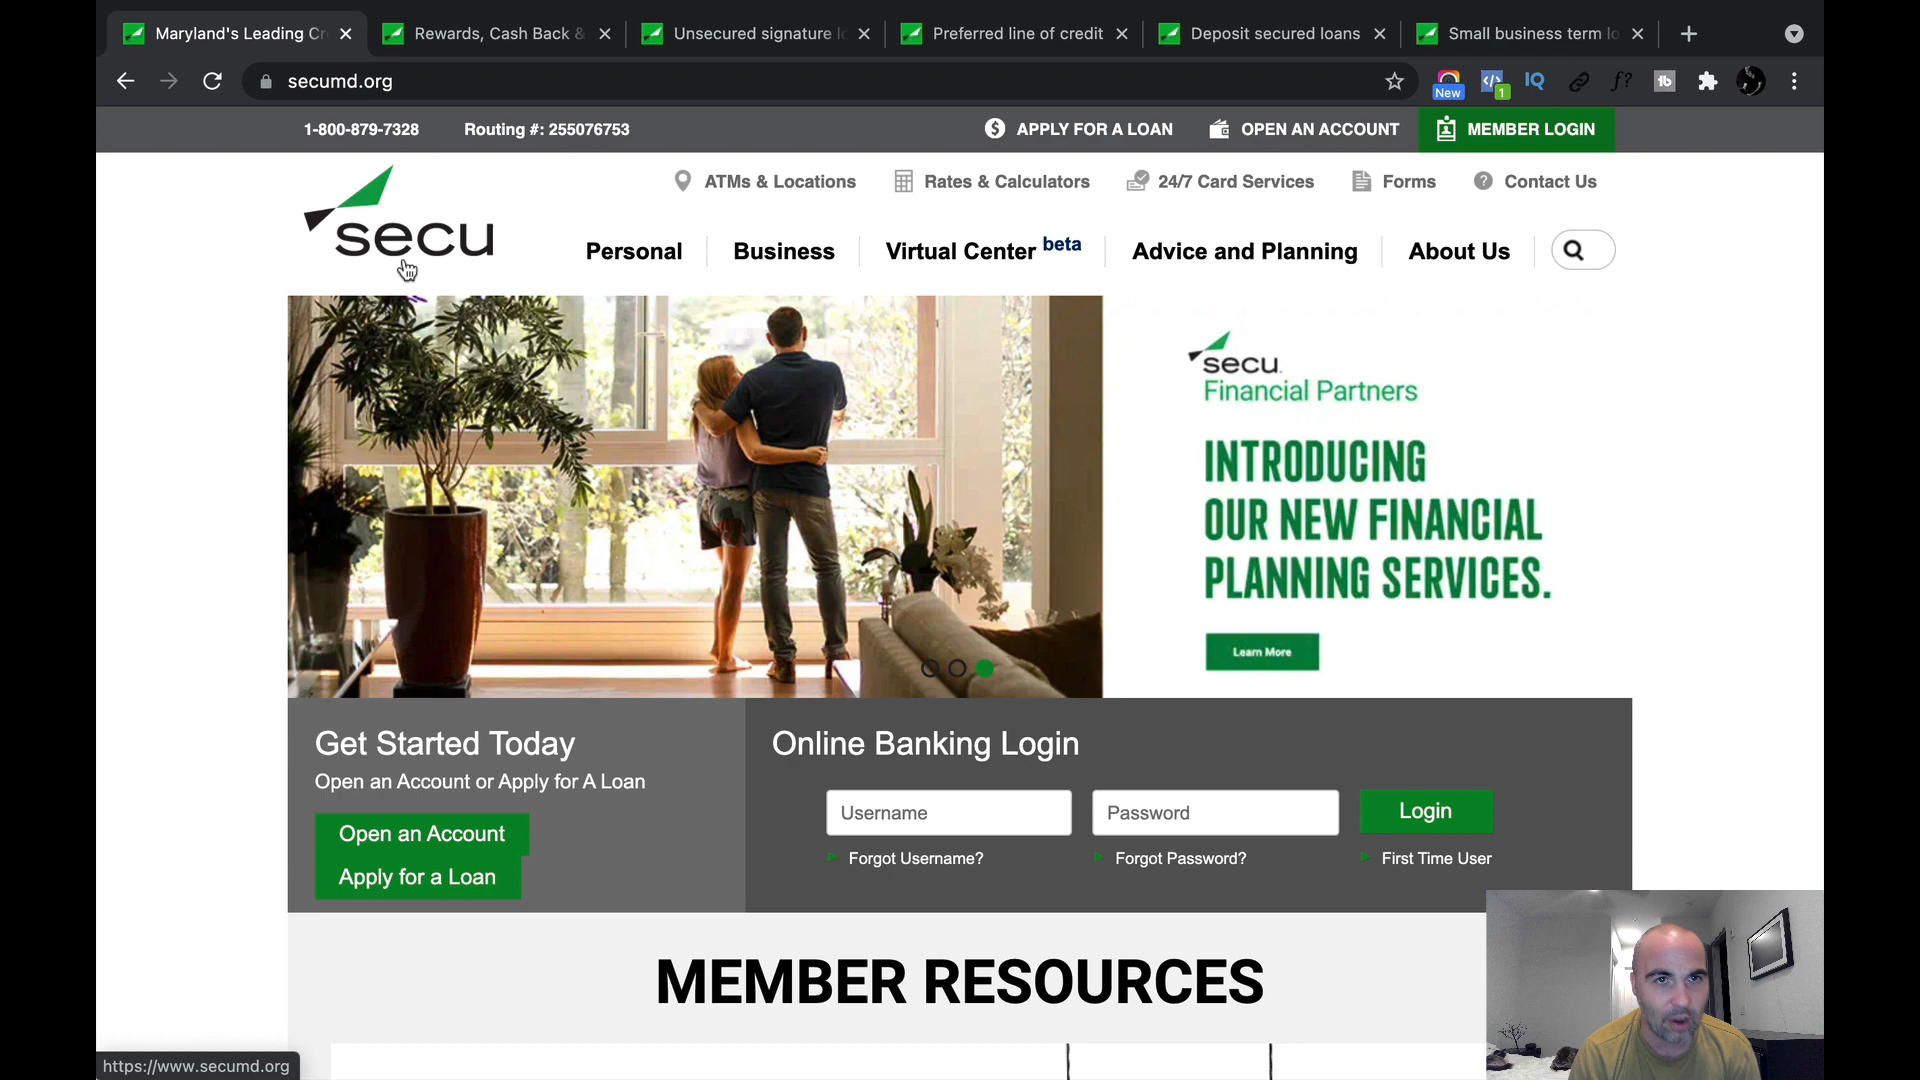 Maryland's Leading Cr
Rewards, Cash Back &
Unsecured signature lo
Preferred line of credit
Deposit secured loans
Small business term lo
secumd.org
New
1
IQ
f?
tb
1-800-879-7328
Routing #: 255076753
APPLY FOR A LOAN
OPEN AN ACCOUNT
MEMBER LOGIN
ATMs & Locations
Rates & Calculators
24/7 Card Services
Forms
Contact Us
secu
Personal
Business
Virtual Center beta
Advice and Planning
About Us
secu
Financial Partners
INTRODUCING
OUR NEW FINANCIAL
PLANNING SERVICES.
Learn More
Get Started Today
Open an Account or Apply for A Loan
Open an Account
Apply for a Loan
Online Banking Login
Username
Password
Login
Forgot Username?
Forgot Password?
First Time User
MEMBER RESOURCES
https://www.secumd.org